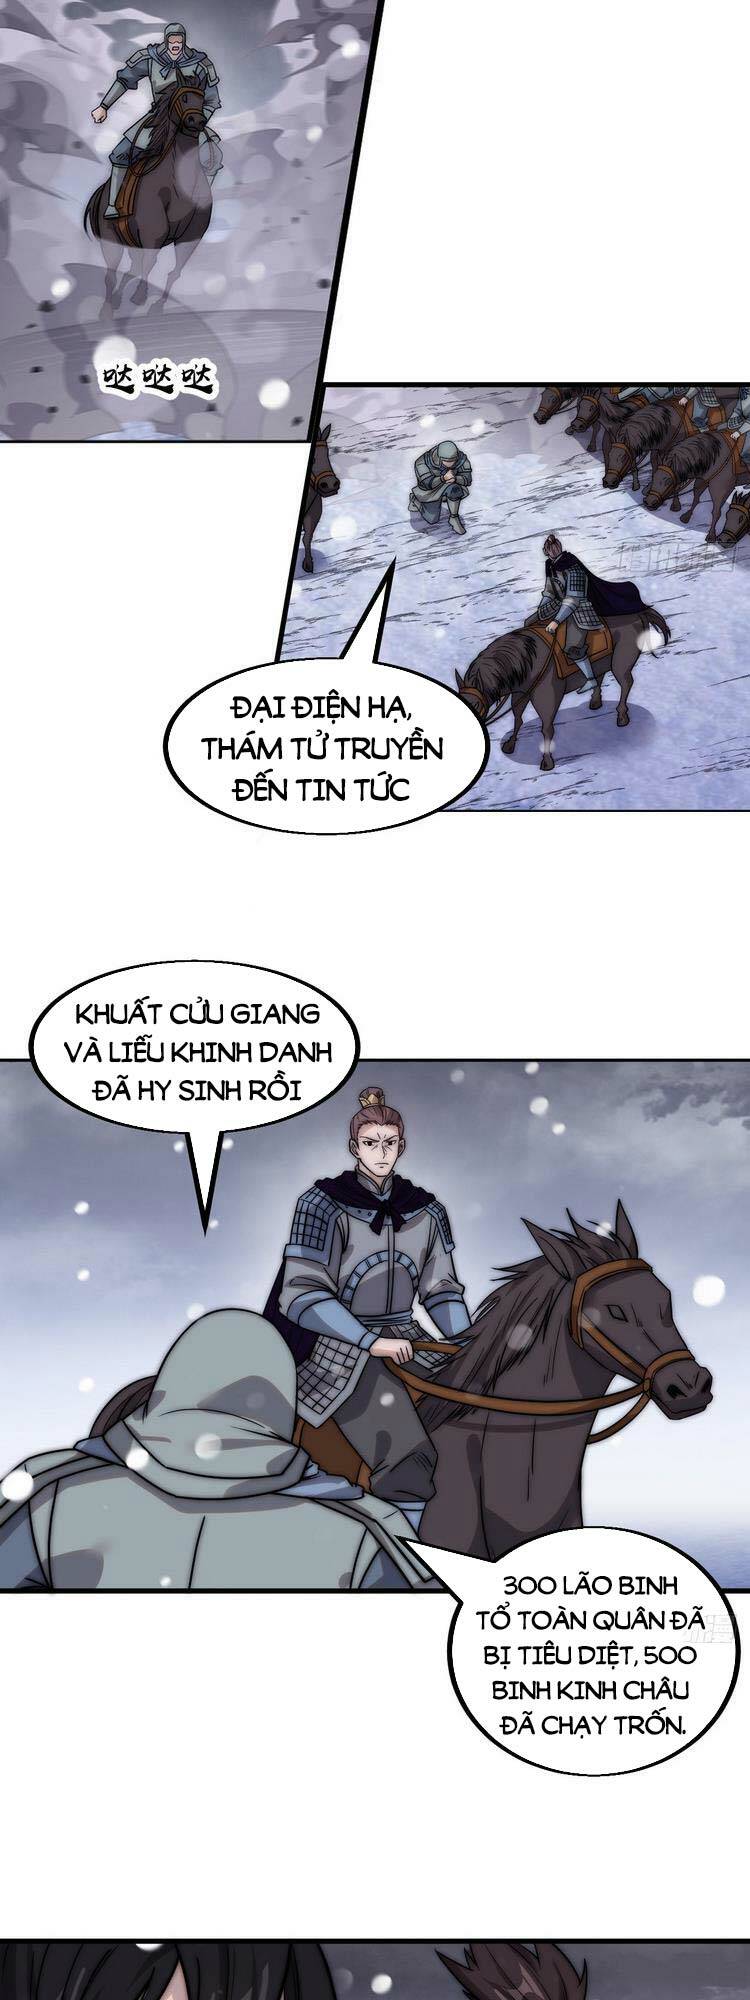 哒哒哒
ĐẠI ĐIỆN HẠ,
THÁM TỬ TRUYỀN
ĐẾN TIN TỨC
KHUẤT CỬU GIANG
VÀ LIỄU KHINH DANH
ĐÃ HY SINH RỒI
300 LÃO BINH
TỔ TOÀN QUÂN ĐÃ
BỊ TIÊU DIỆT, 500
BINH KINH CHÂU
ĐÃ CHẠY TRỐN.